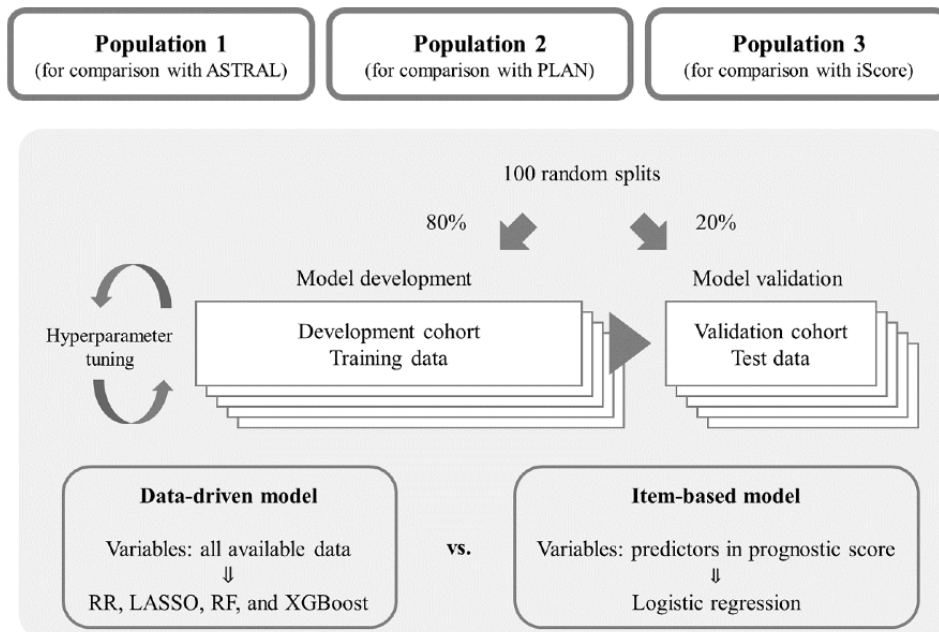 Population 1
(for comparison with ASTRAL)
Population 2
(for comparison with PLAN)
Population 3
(for comparison with iScore)
100 random splits
80%
20%
Model development
Model validation
Hyperparameter
tuning
Development cohort
Training data
Validation cohort
Test data
Data-driven model
Variables: all available data
⇓
RR, LASSO, RF, and XGBoost
vs.
Item-based model
Variables: predictors in prognostic score
⇓
Logistic regression